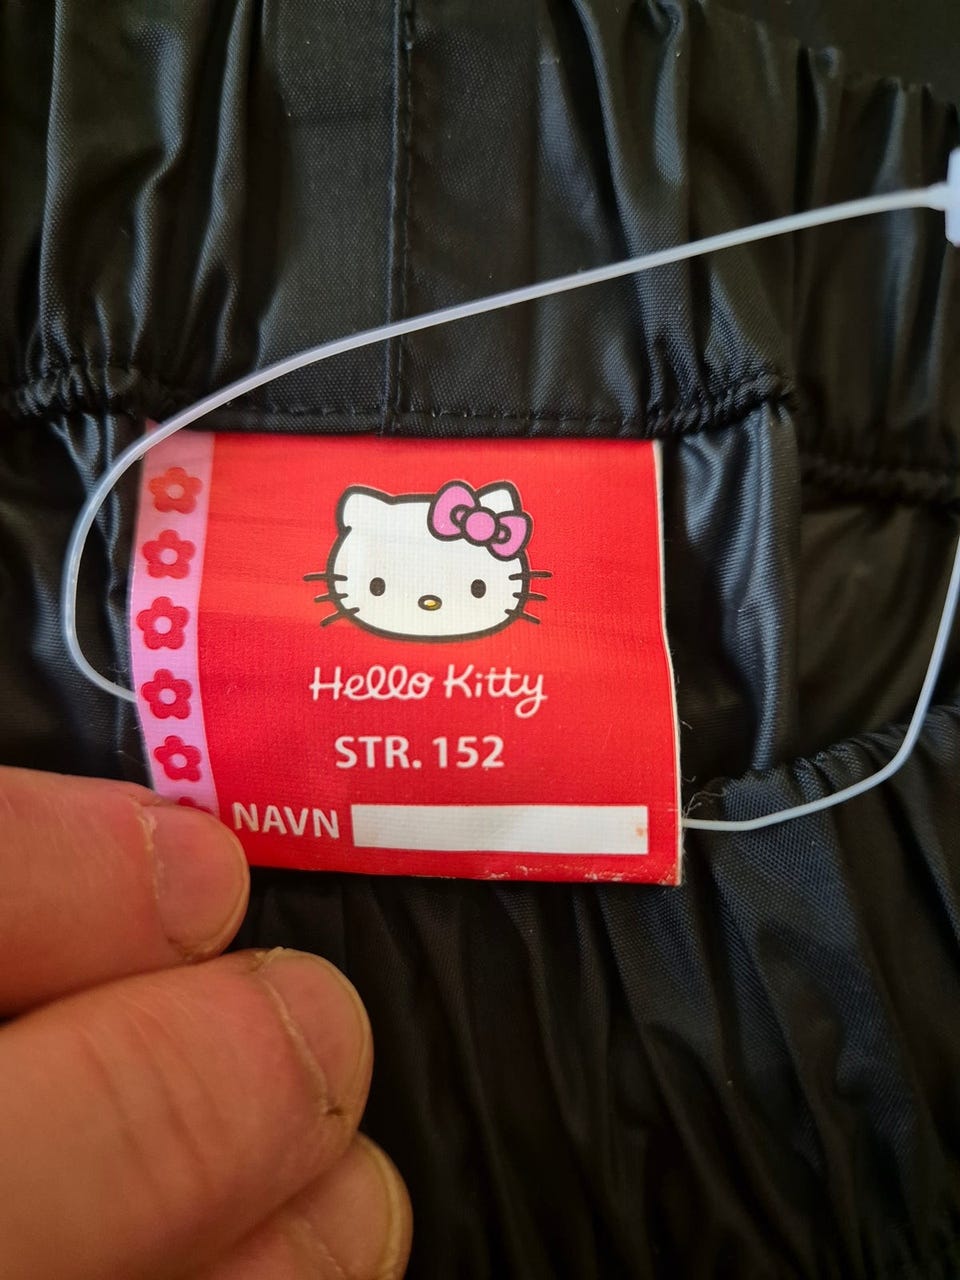 Hello Kitty
STR. 152
NAVN